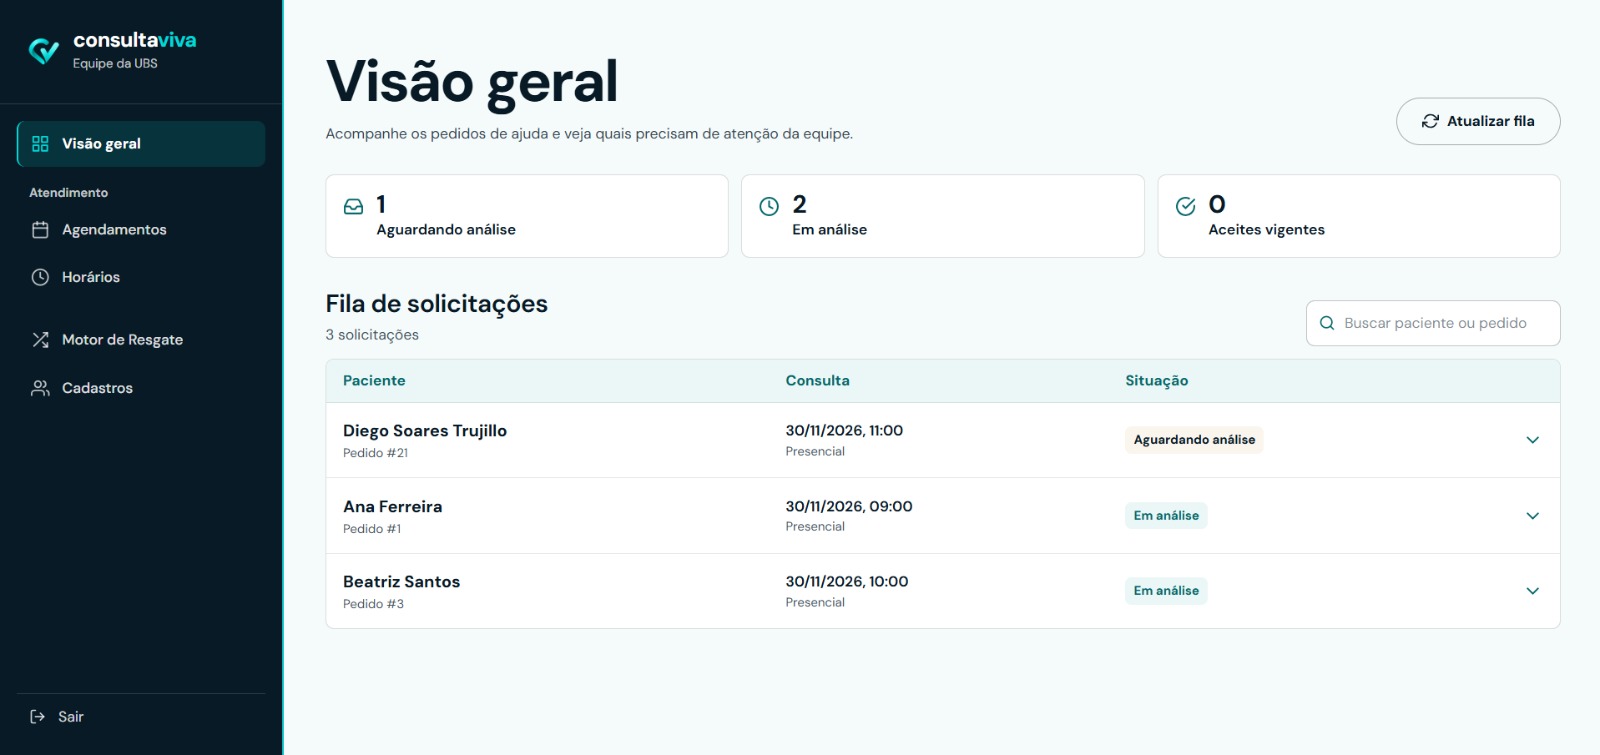 consultaviva
Equipe da UBS
Visão geral
Atendimento
Agendamentos
Horários
Motor de Resgate
Cadastros
Sair
Visão geral
Acompanhe os pedidos de ajuda e veja quais precisam de atenção da equipe.
Atualizar fila
1
Aguardando análise
2
Em análise
0
Aceites vigentes
Fila de solicitações
3 solicitações
Buscar paciente ou pedido
Paciente Consulta Situação
Diego Soares Trujillo 30/11/2026, 11:00 Aguardando análise
Pedido #21 Presencial
Ana Ferreira 30/11/2026, 09:00 Em análise
Pedido #1 Presencial
Beatriz Santos 30/11/2026, 10:00 Em análise
Pedido #3 Presencial